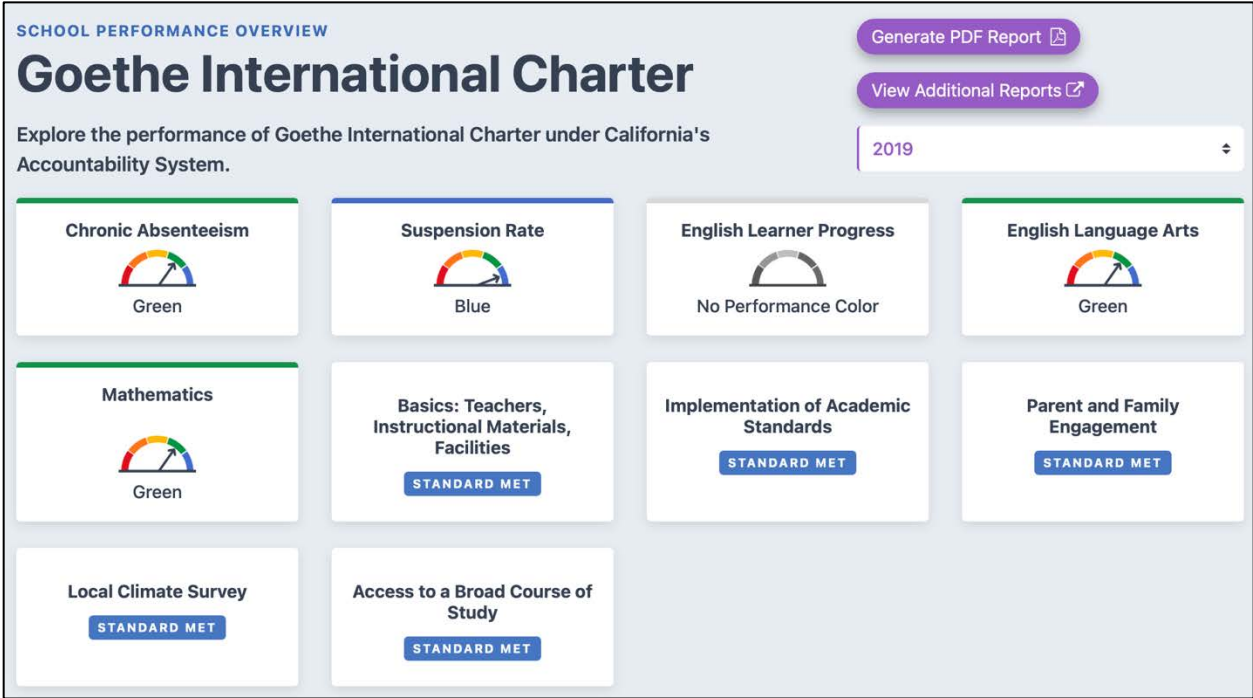 SCHOOL PERFORMANCE OVERVIEW
Goethe International Charter
Explore the performance of Goethe International Charter under California's
Accountability System.
Generate PDF Report
View Additional Reports
2019
Chronic Absenteeism
Green
Suspension Rate
Blue
English Learner Progress
No Performance Color
English Language Arts
Green
Mathematics
Green
Basics: Teachers,
Instructional Materials,
Facilities
STANDARD MET
Implementation of Academic
Standards
STANDARD MET
Parent and Family
Engagement
STANDARD MET
Local Climate Survey
STANDARD MET
Access to a Broad Course of
Study
STANDARD MET